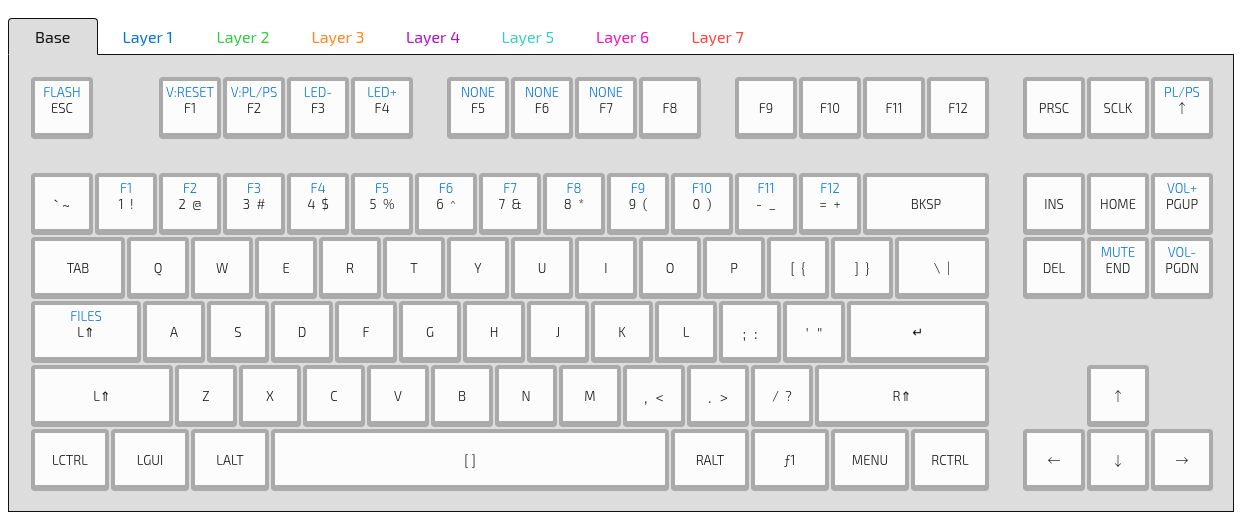 Base Layer 1 Layer 2 Layer 3 Layer 4 Layer 5 Layer 6 Layer 7
FLASH V:RESET V:PL/PS LED- LED+ NONE NONE NONE PL/PS
ESC F1 F2 F3 F4 F5 F6 F7 F8 F9 F10 F11 F12 PRSC SCLK ↑
F1 F2 F3 F4 F5 F6 F7 F8 F9 F10 F11 F12 VOL+
` ~ 1 ! 2 @ 3 # 4 $ 5 % 6 ^ 7 & 8 * 9 ( 0 ) - _ = + BKSP INS HOME PGUP
MUTE VOL-
TAB Q W E R T Y U I O P [ { ] } \ | DEL END PGDN
FILES
L⇑ A S D F G H J K L ; : ' " ↵
L⇑ Z X C V B N M , < . > / ? R⇑ ↑
LCTRL LGUI LALT [ ] RALT ƒ1 MENU RCTRL ← ↓ →